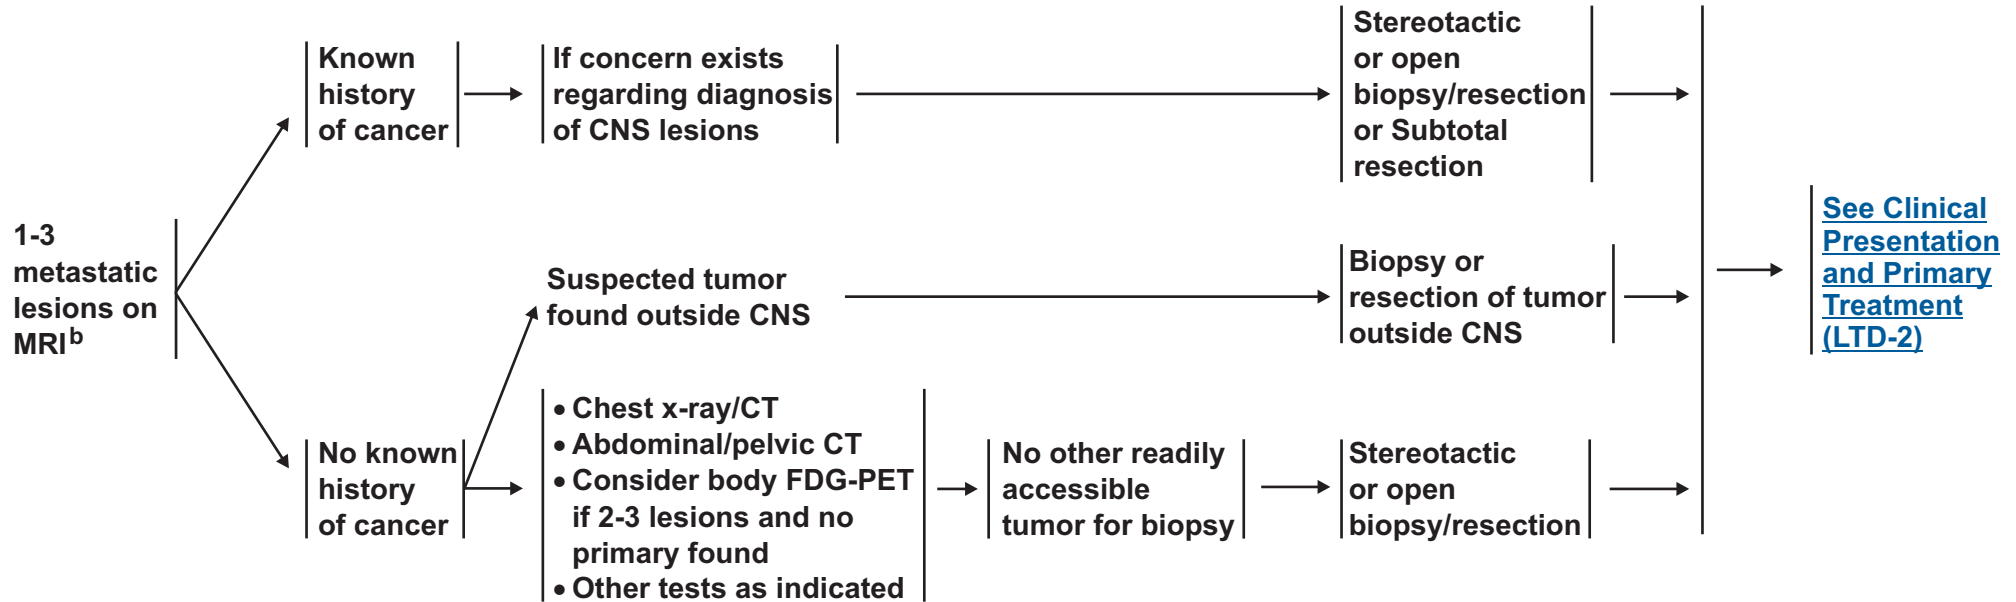 1-3
metastatic
lesions on
MRIb
Known
history
of cancer
If concern exists
regarding diagnosis
of CNS lesions
Stereotactic
or open
biopsy/resection
or Subtotal
resection
Suspected tumor
found outside CNS
Biopsy or
resection of tumor
outside CNS
No known
history
of cancer
• Chest x-ray/CT
• Abdominal/pelvic CT
• Consider body FDG-PET
if 2-3 lesions and no
primary found
• Other tests as indicated
No other readily
accessible
tumor for biopsy
Stereotactic
or open
biopsy/resection
See Clinical
Presentation
and Primary
Treatment
(LTD-2)